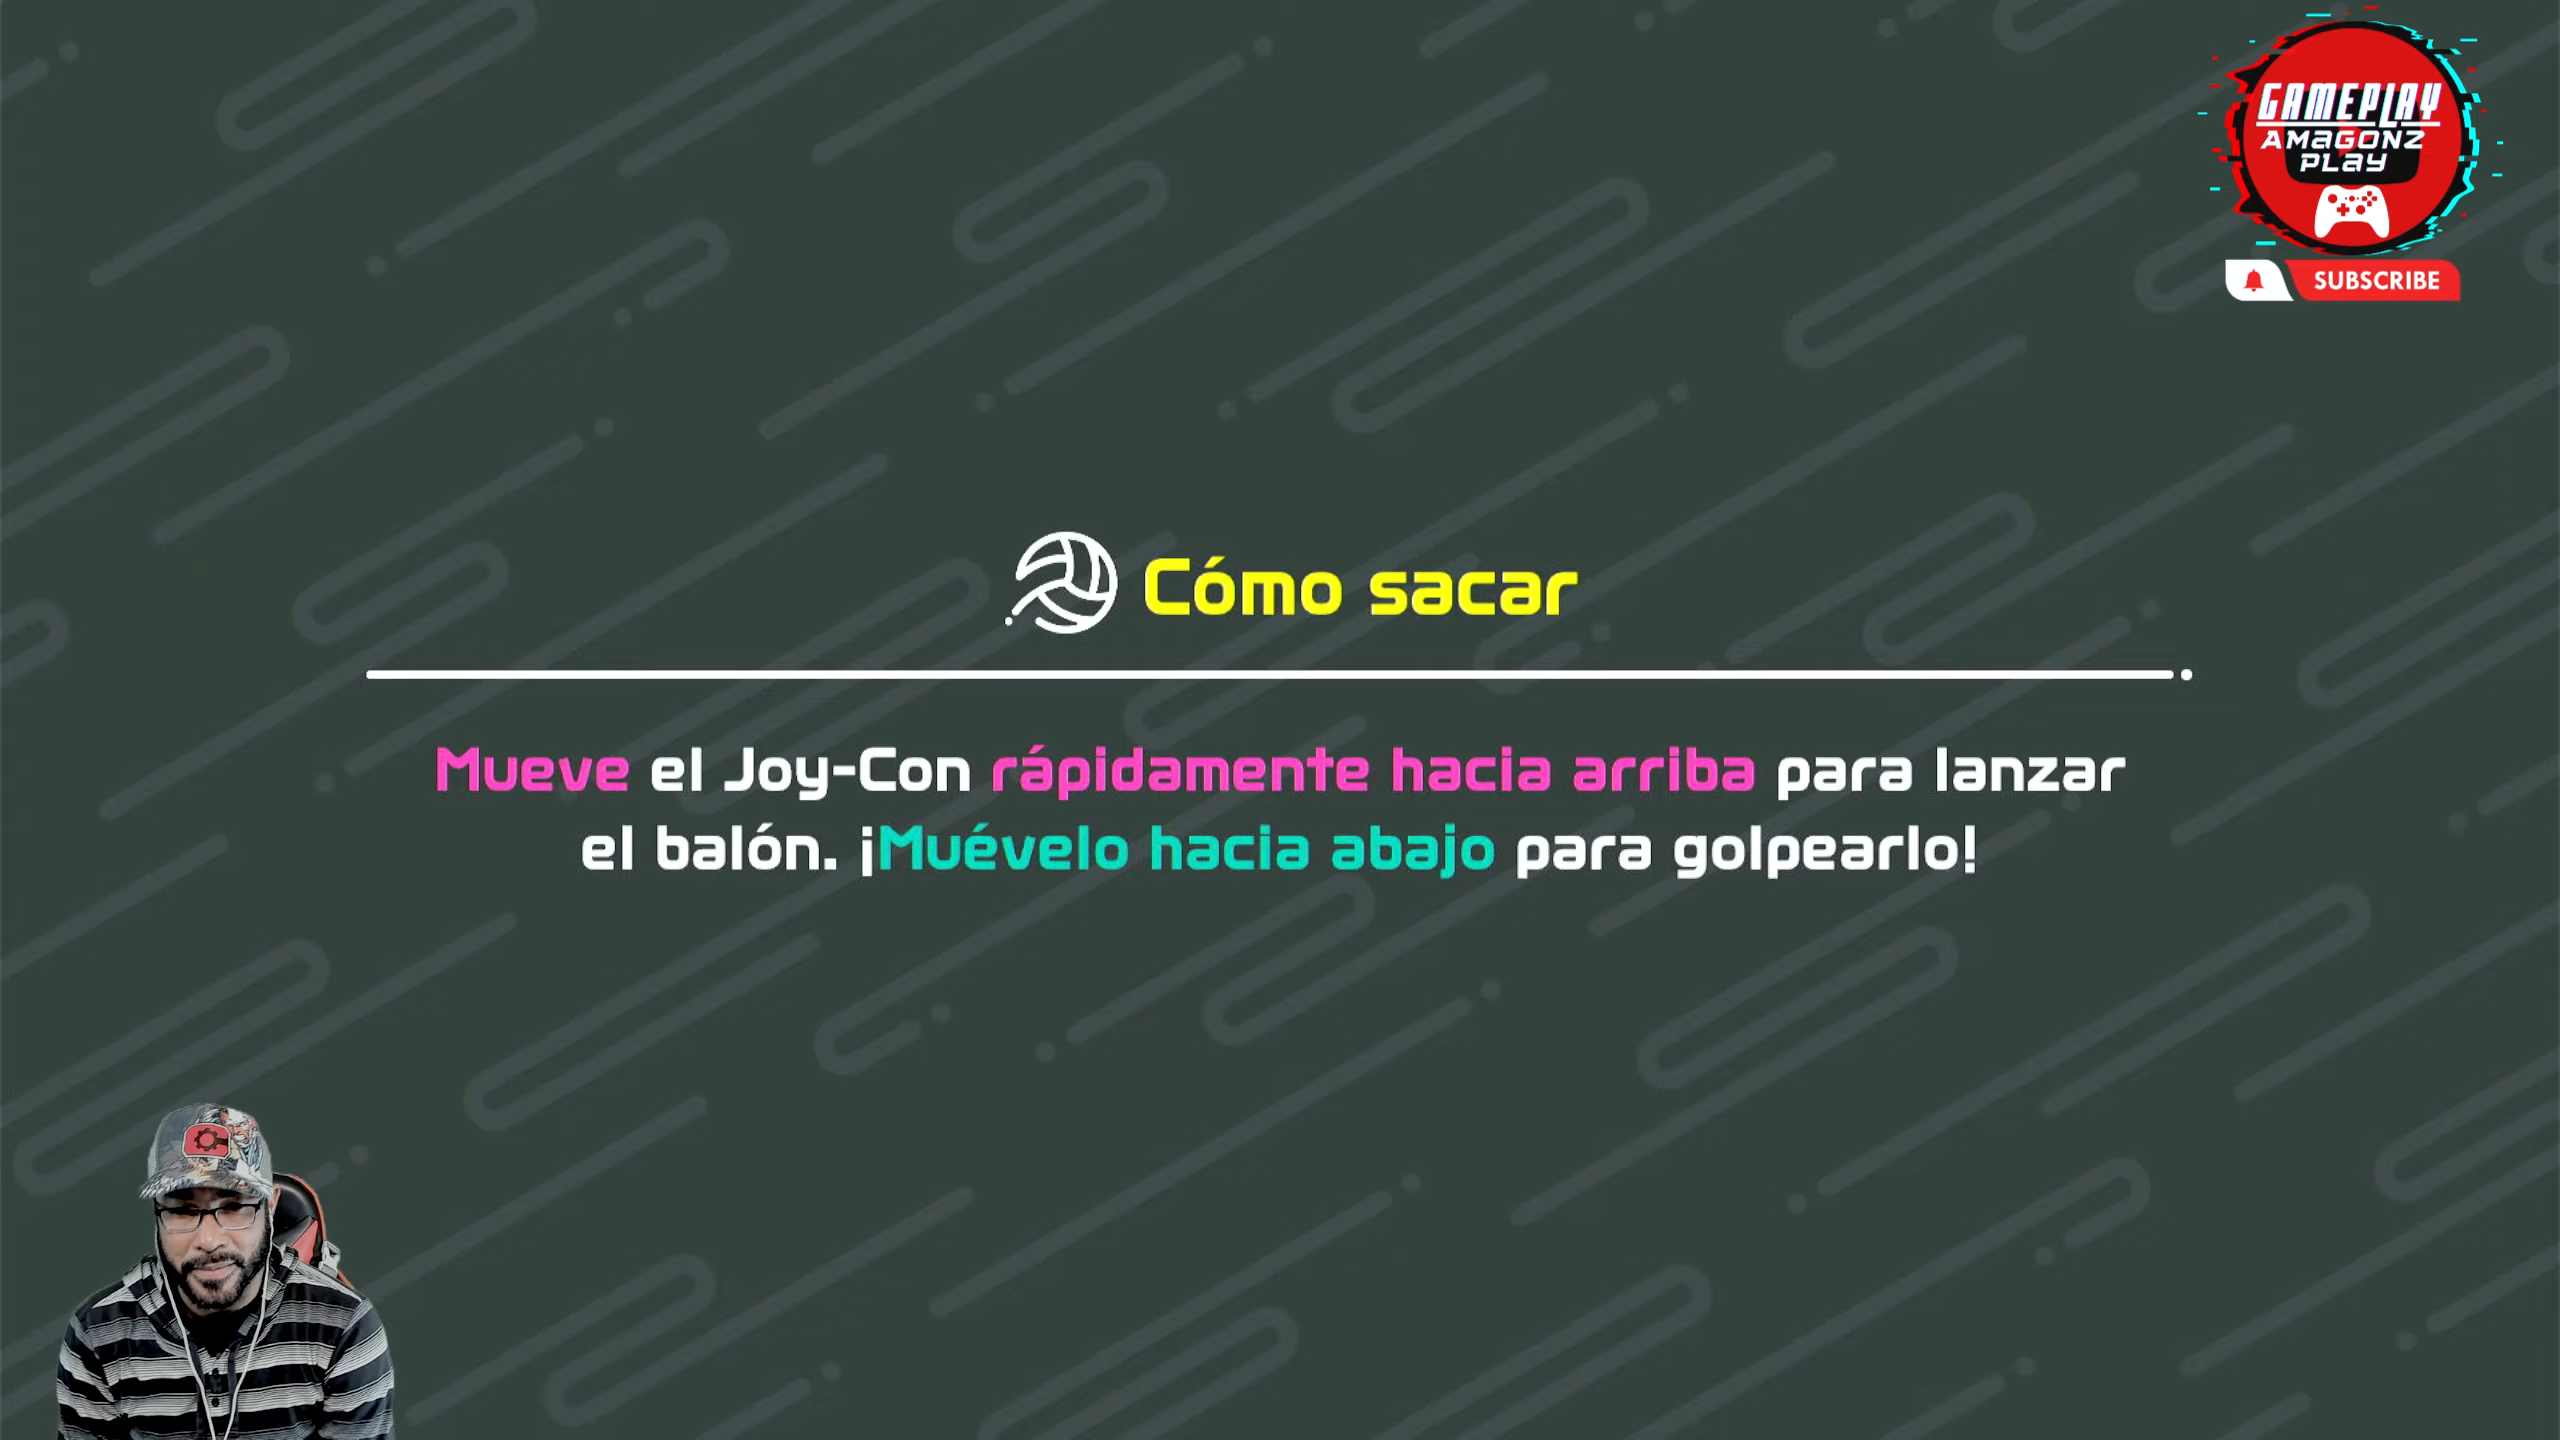 GAMEPLAY
AMAGONZ
PLAY
SUBSCRIBE
Cómo sacar
Mueve el Joy-Con rápidamente hacia arriba para lanzar
el balón. ¡Muévelo hacia abajo para golpearlo!